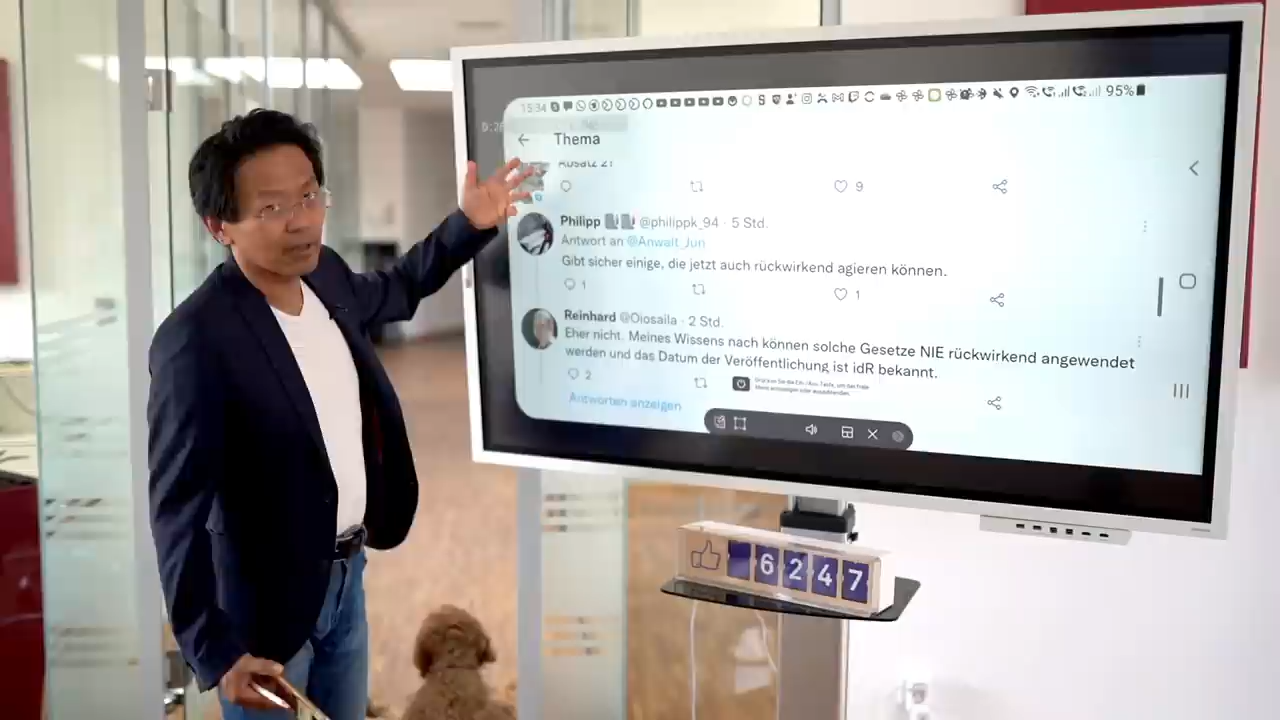 15:34 95%
Thema
Philipp @philippk_94 · 5 Std.
Antwort an @Anwalt_Jun
Gibt sicher einige, die jetzt auch rückwirkend agieren können.
1 1
Reinhard @Oiosaila · 2 Std.
Eher nicht. Meines Wissens nach können solche Gesetze NIE rückwirkend angewendet
werden und das Datum der Veröffentlichung ist idR bekannt.
2
Antworten anzeigen
9
6247